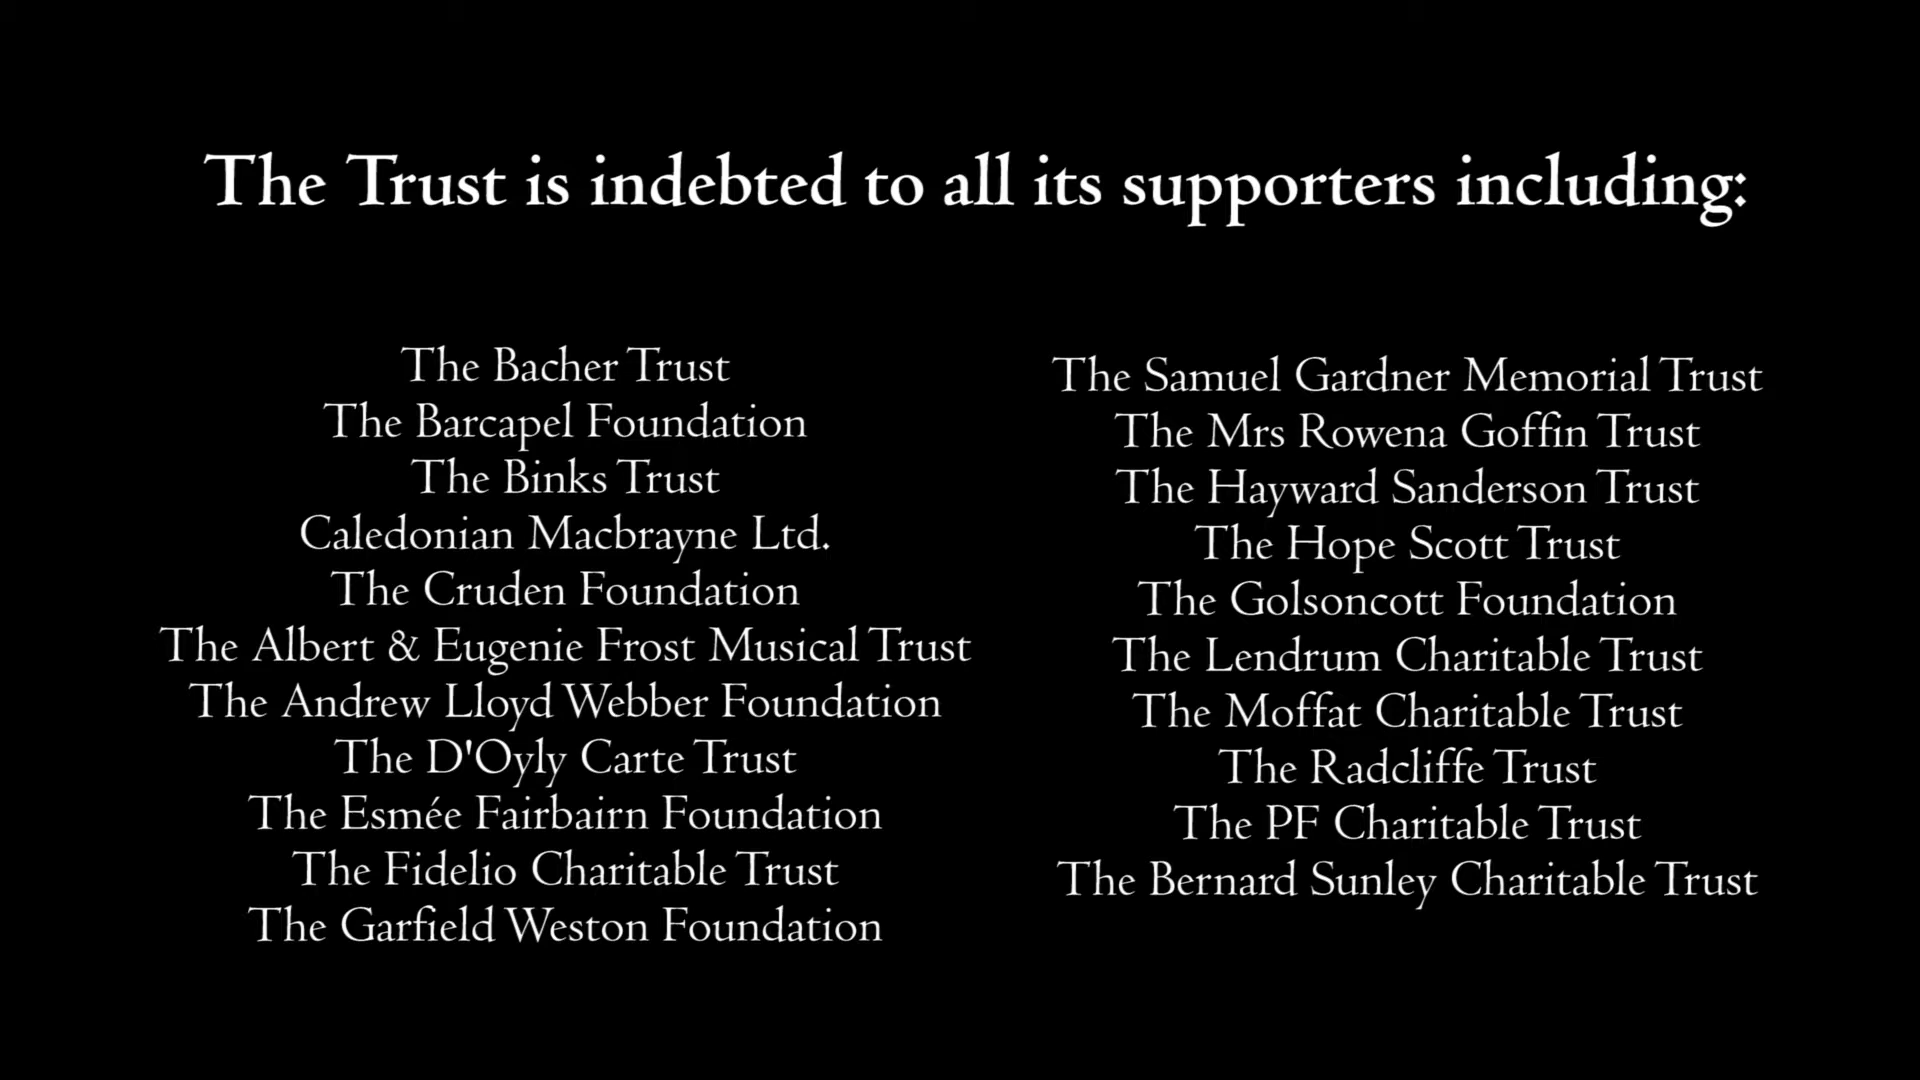 The Trust is indebted to all its supporters including:
The Bacher Trust
The Barcapel Foundation
The Binks Trust
Caledonian Macbrayne Ltd.
The Cruden Foundation
The Albert & Eugenie Frost Musical Trust
The Andrew Lloyd Webber Foundation
The D'Oyly Carte Trust
The Esmée Fairbairn Foundation
The Fidelio Charitable Trust
The Garfield Weston Foundation
The Samuel Gardner Memorial Trust
The Mrs Rowena Goffin Trust
The Hayward Sanderson Trust
The Hope Scott Trust
The Golsoncott Foundation
The Lendrum Charitable Trust
The Moffat Charitable Trust
The Radcliffe Trust
The PF Charitable Trust
The Bernard Sunley Charitable Trust